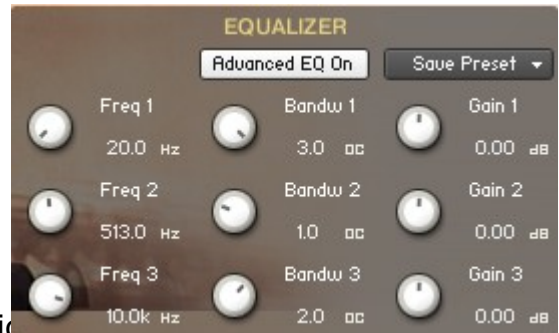 EQUALIZER
Advanced EQ On Save Preset
Freq 1 Bandw 1 Gain 1
20.0 Hz 3.0 OC 0.00 dB
Freq 2 Bandw 2 Gain 2
513.0 Hz 1.0 OC 0.00 dB
Freq 3 Bandw 3 Gain 3
10.0k Hz 2.0 OC 0.00 dB